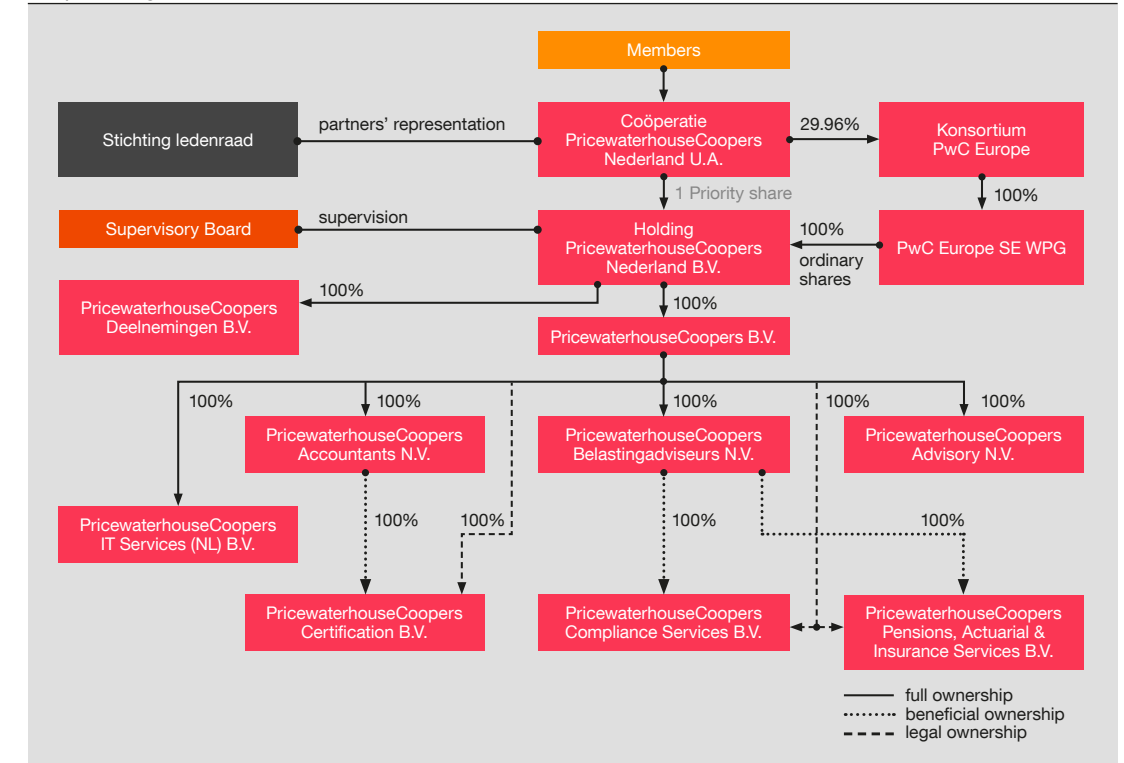 Members
Stichting ledenraad
partners' representation
Coöperatie
PricewaterhouseCoopers
Nederland U.A.
29.96%
Konsortium
PwC Europe
1 Priority share
100%
Supervisory Board
supervision
Holding
PricewaterhouseCoopers
Nederland B.V.
100%
ordinary
shares
PwC Europe SE WPG
PricewaterhouseCoopers
Deelnemingen B.V.
100%
100%
PricewaterhouseCoopers B.V.
100%
100%
100%
100%
100%
PricewaterhouseCoopers
Accountants N.V.
PricewaterhouseCoopers
Belastingadviseurs N.V.
PricewaterhouseCoopers
Advisory N.V.
PricewaterhouseCoopers
IT Services (NL) B.V.
100%
100%
100%
100%
PricewaterhouseCoopers
Certification B.V.
PricewaterhouseCoopers
Compliance Services B.V.
PricewaterhouseCoopers
Pensions, Actuarial &
Insurance Services B.V.
full ownership
beneficial ownership
legal ownership